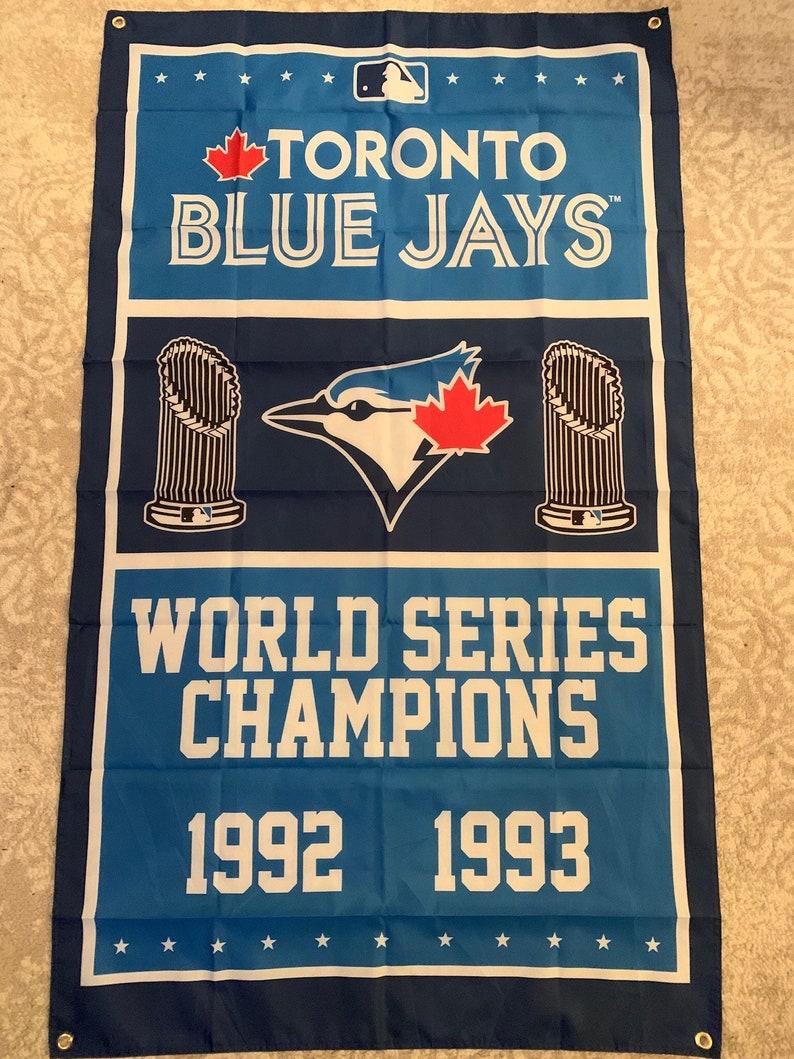 TORONTO
BLUE JAYS™
WORLD SERIES
CHAMPIONS
1992 1993